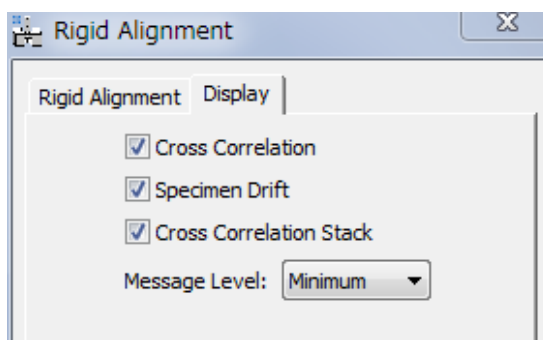 Rigid Alignment
Rigid Alignment Display
Cross Correlation
Specimen Drift
Cross Correlation Stack
Message Level: Minimum